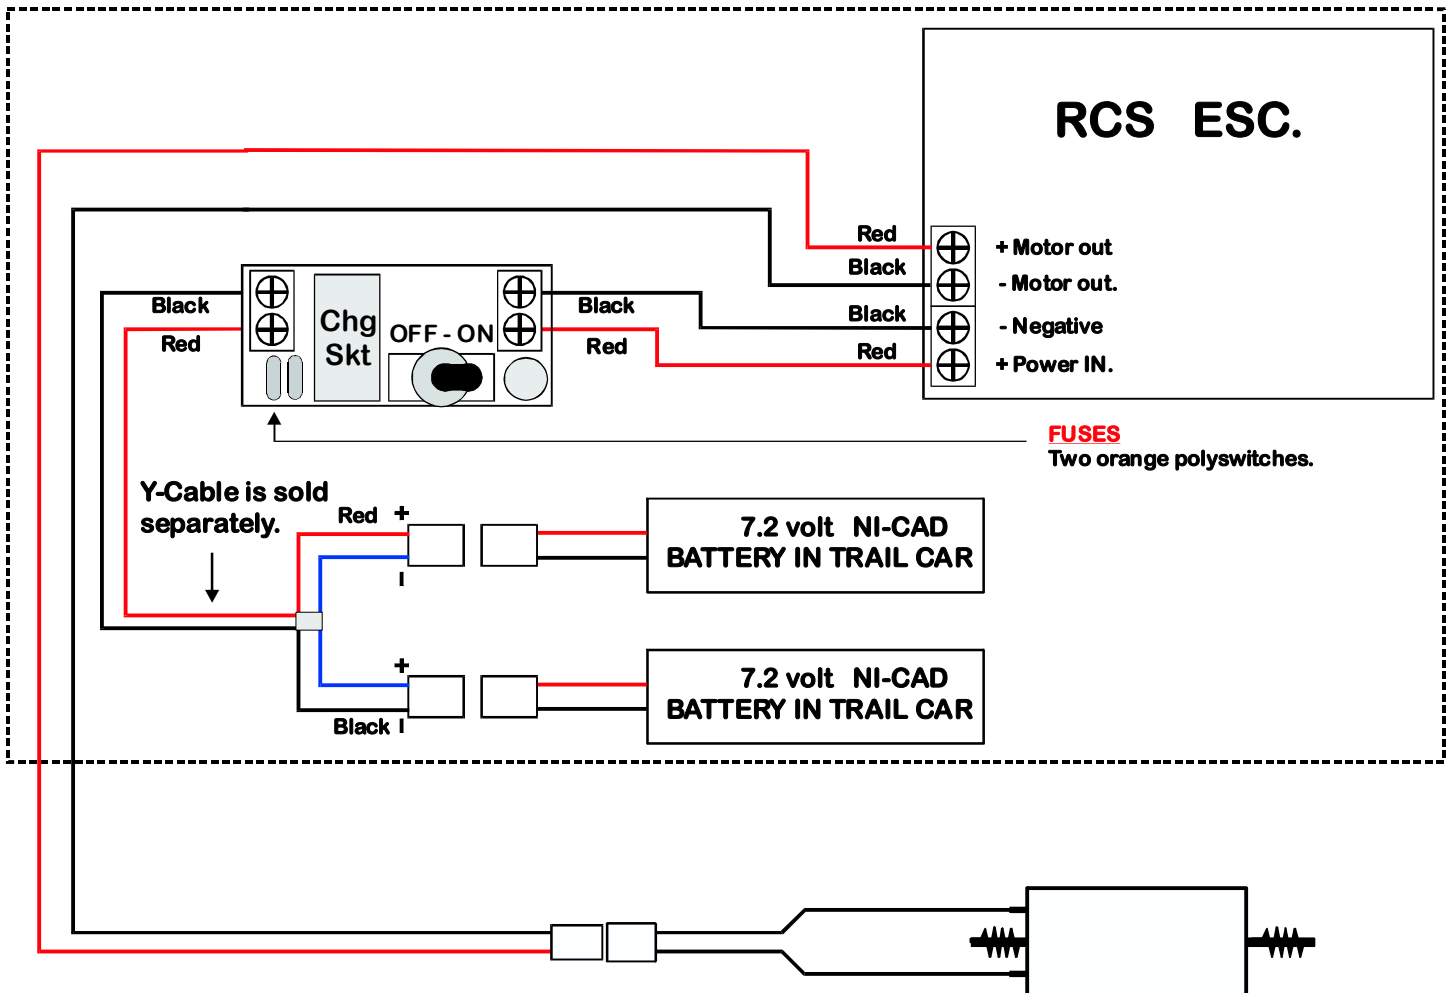 RCS ESC.
Red
+ Motor out
Black
- Motor out.
Black
- Negative
Red
+ Power IN.
Black
Red
Chg
Skt
OFF - ON
Black
Red
FUSES
Two orange polyswitches.
Y-Cable is sold
separately.
Red +
-
7.2 volt NI-CAD
BATTERY IN TRAIL CAR
+
Black -
7.2 volt NI-CAD
BATTERY IN TRAIL CAR